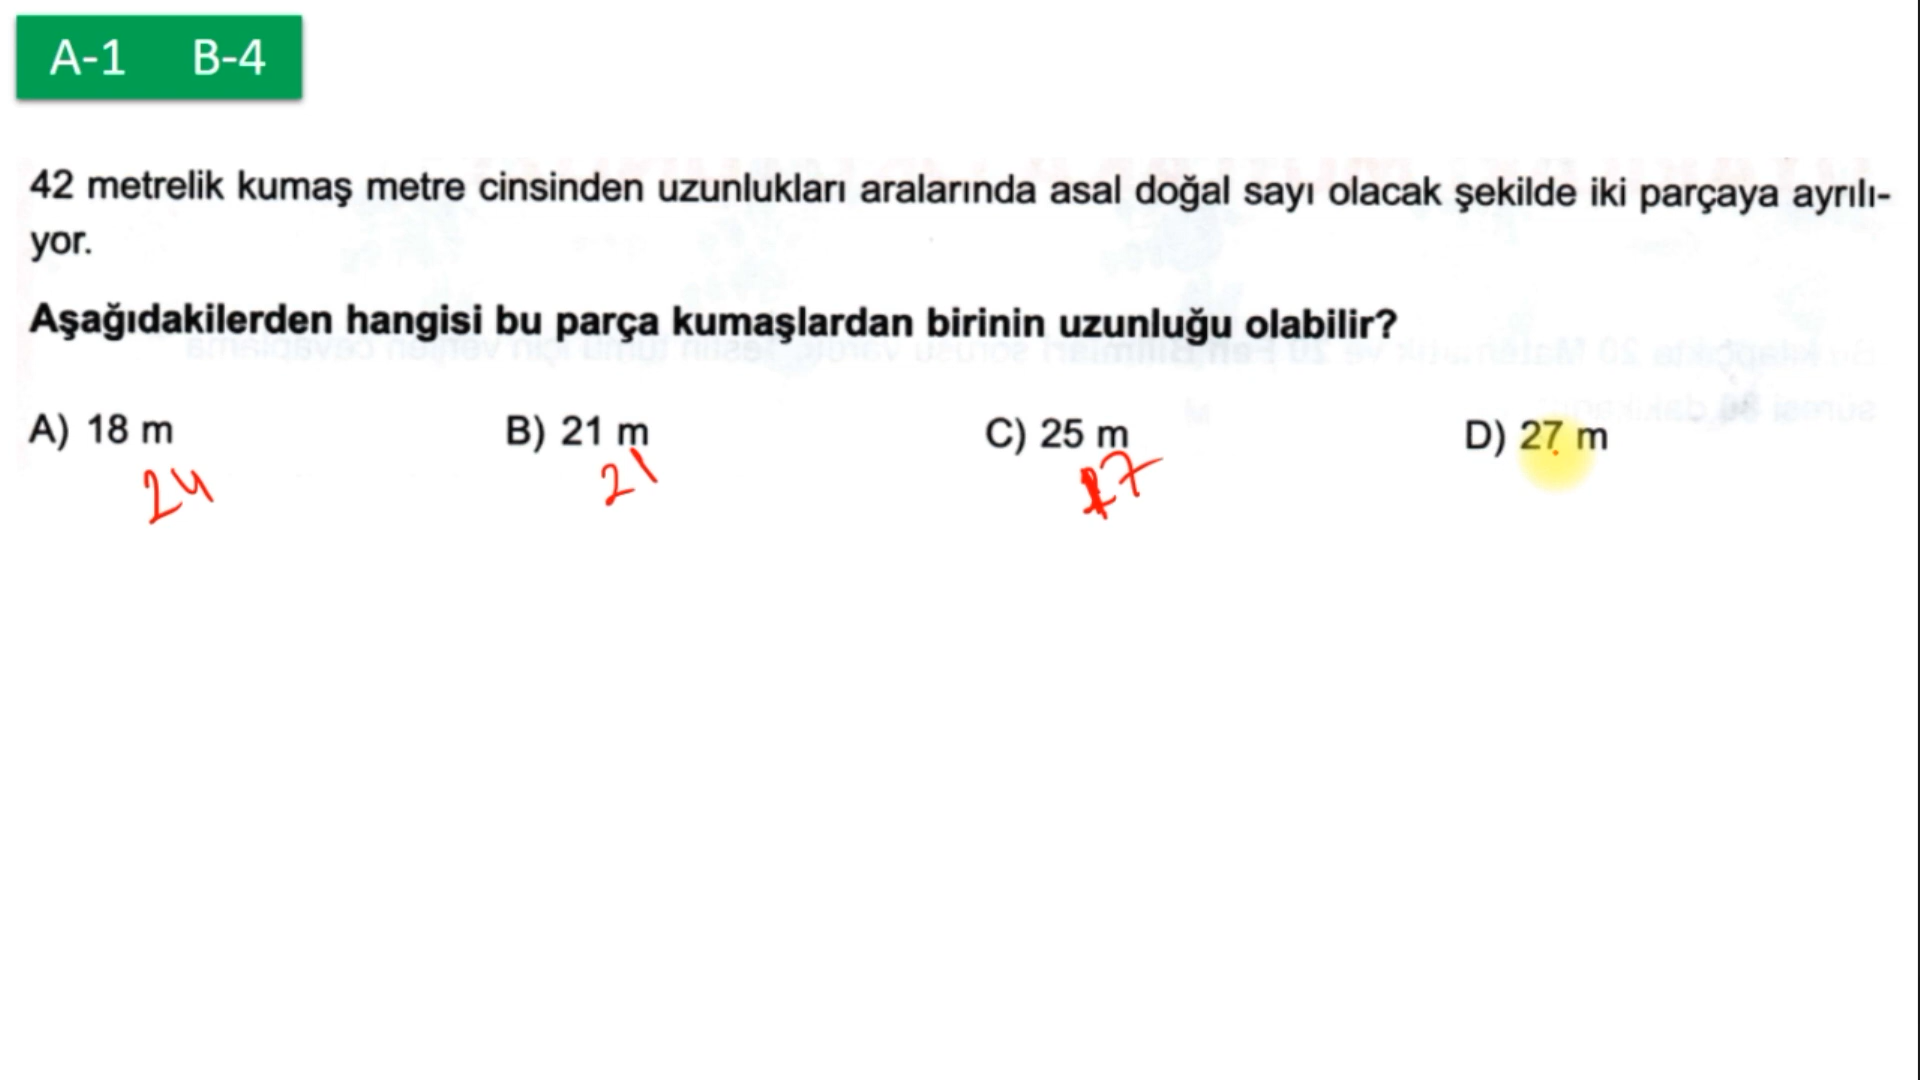 A-1 B-4
42 metrelik kumaş metre cinsinden uzunlukları aralarında asal doğal sayı olacak şekilde iki parçaya ayrılı-
yor.
Aşağıdakilerden hangisi bu parça kumaşlardan birinin uzunluğu olabilir?
A) 18 m B) 21 m C) 25 m D) 27 m
24 21 17